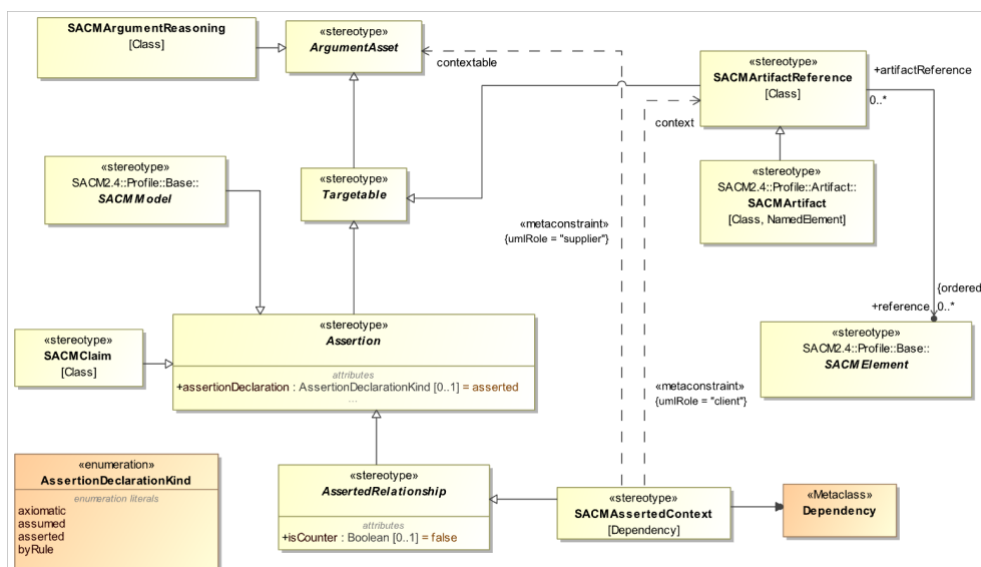 SACMArgumentReasoning
[Class]
«stereotype»
ArgumentAsset
contextable
«stereotype»
SACMArtifactReference
[Class]
+artifactReference
0..*
context
«stereotype»
SACM2.4::Profile::Base::
SACMModel
«stereotype»
Targetable
«stereotype»
SACM2.4::Profile::Artifact::
SACMArtifact
[Class, NamedElement]
«metaconstraint»
{umlRole = "supplier"}
{ordered
+reference
0..*
«stereotype»
Assertion
attributes
+assertionDeclaration : AssertionDeclarationKind [0..1] = asserted
...
«stereotype»
SACMClaim
[Class]
«stereotype»
SACM2.4::Profile::Base::
SACMElement
«metaconstraint»
{umlRole = "client"}
«enumeration»
AssertionDeclarationKind
enumeration literals
axiomatic
assumed
asserted
byRule
«stereotype»
AssertedRelationship
attributes
+isCounter : Boolean [0..1] = false
«stereotype»
SACMAssertedContext
[Dependency]
«Metaclass»
Dependency